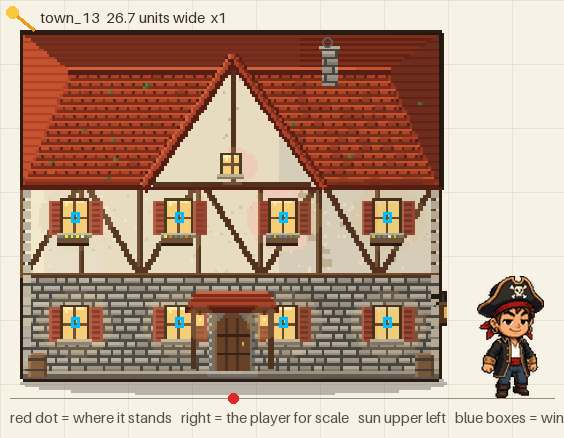 town_13 26.7 units wide x1
red dot = where it stands right = the player for scale sun upper left blue boxes = win